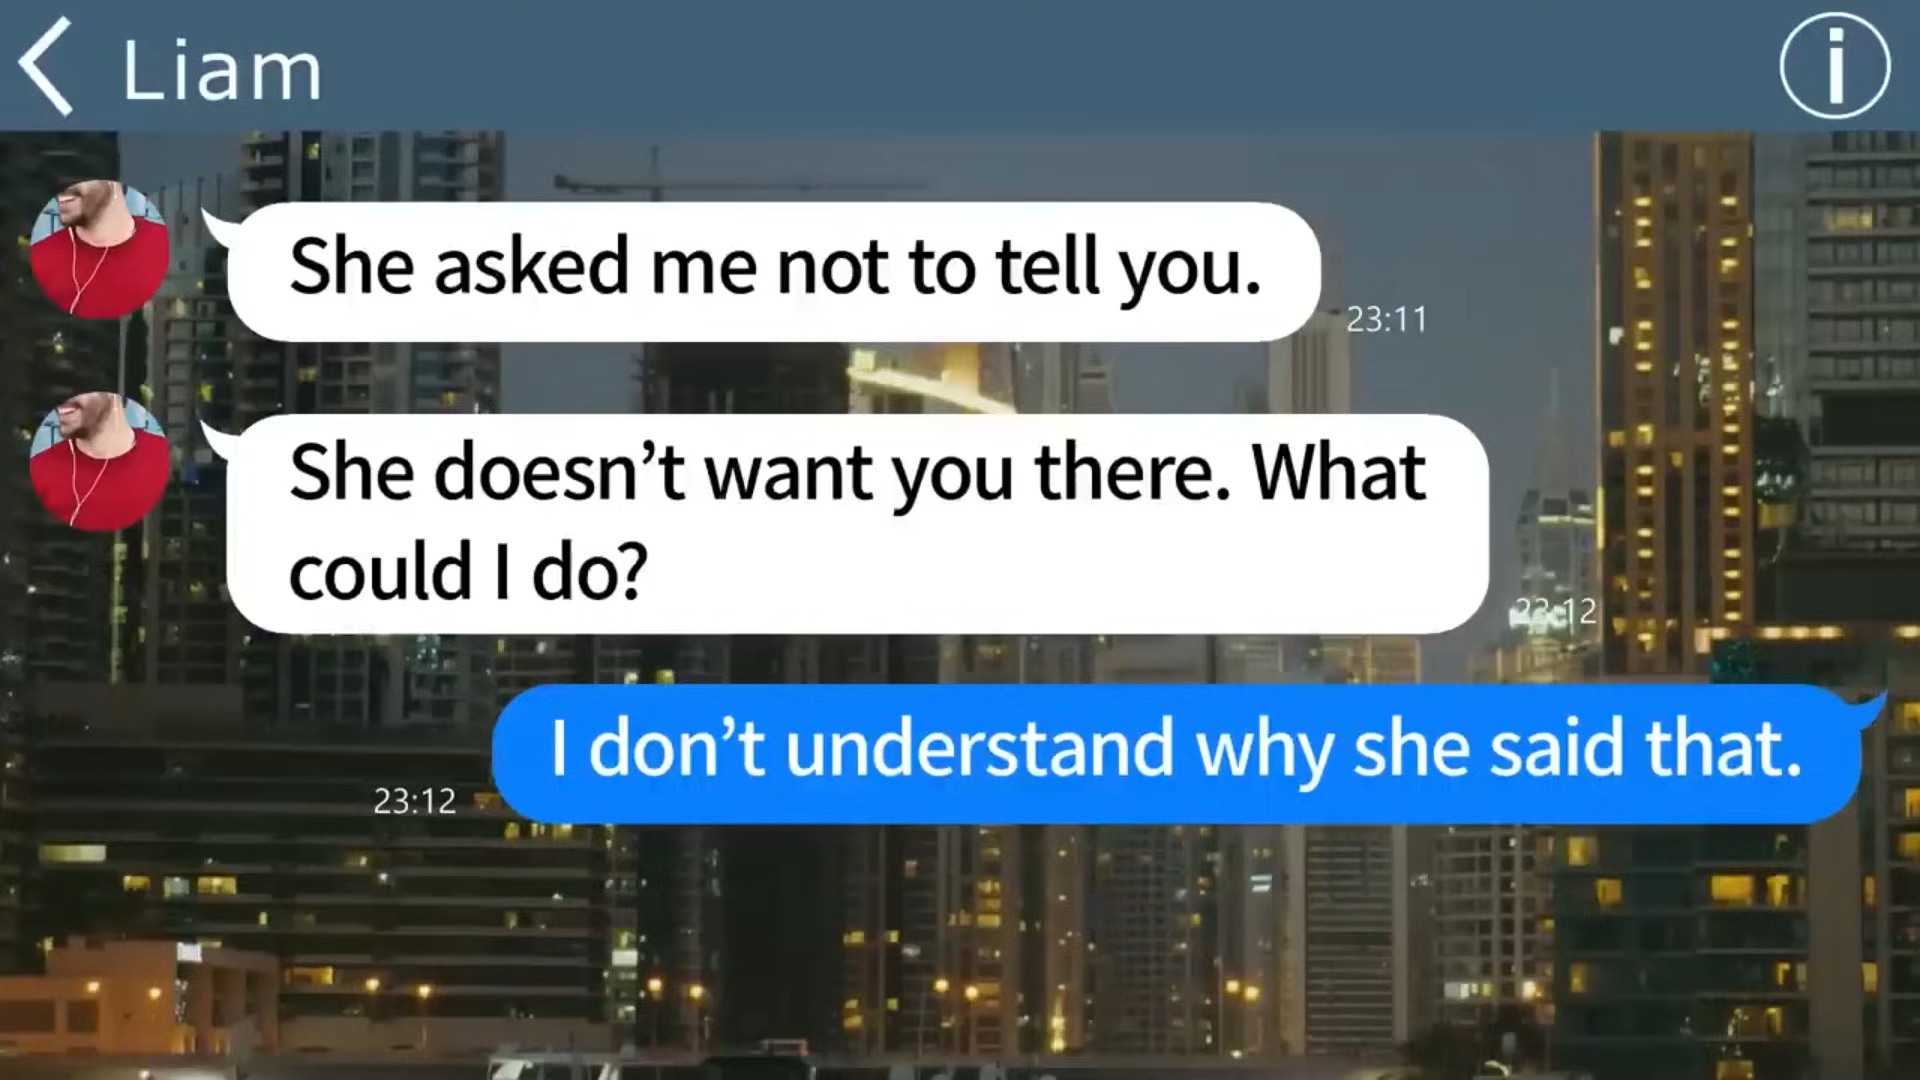 Liam
She asked me not to tell you.
23:11
She doesn’t want you there. What
could I do?
23:12
I don’t understand why she said that.
23:12